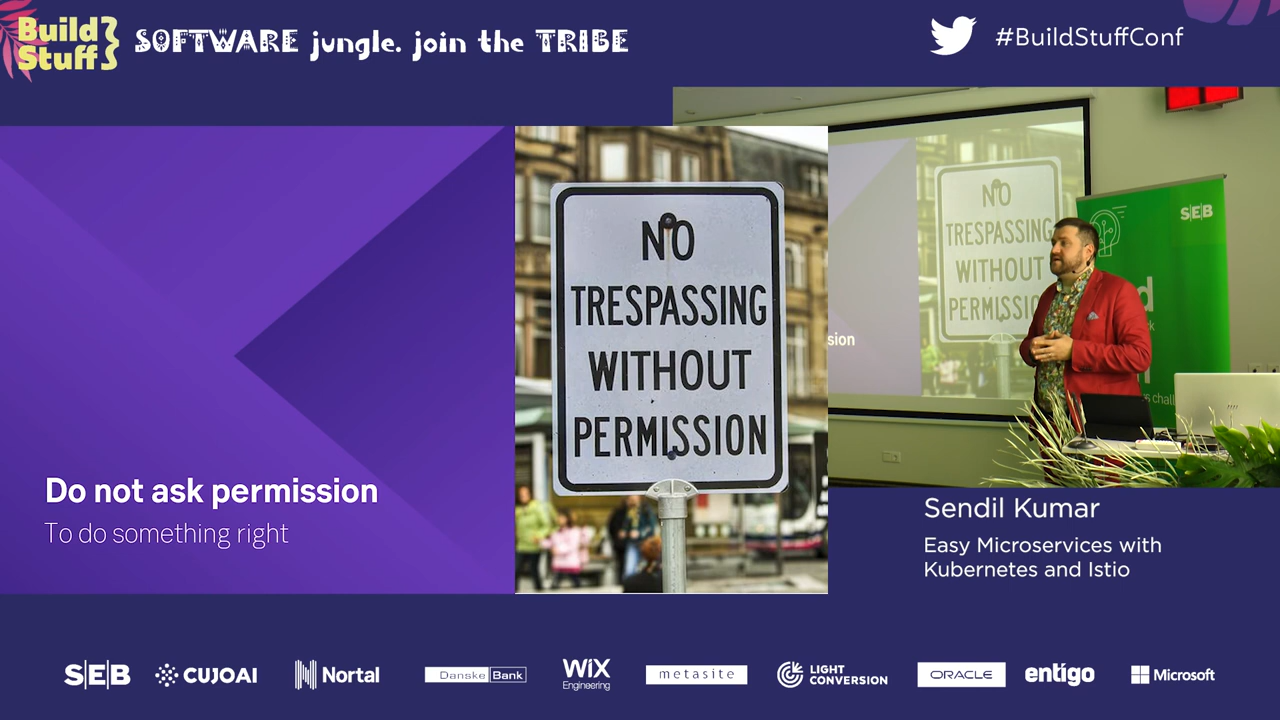 Build
Stuff
SOFTWARE jungle. join the TRIBE
#BuildStuffConf
NO
TRESPASSING
WITHOUT
PERMISSION
Do not ask permission
To do something right
NO
TRESPASSING
WITHOUT
PERMISSION
sion
SEB
Sendil Kumar
Easy Microservices with
Kubernetes and Istio
SEB
CUJOAI
Nortal
Danske Bank
WiX
Engineering
metasite
LIGHT
CONVERSION
ORACLE
entigo
Microsoft